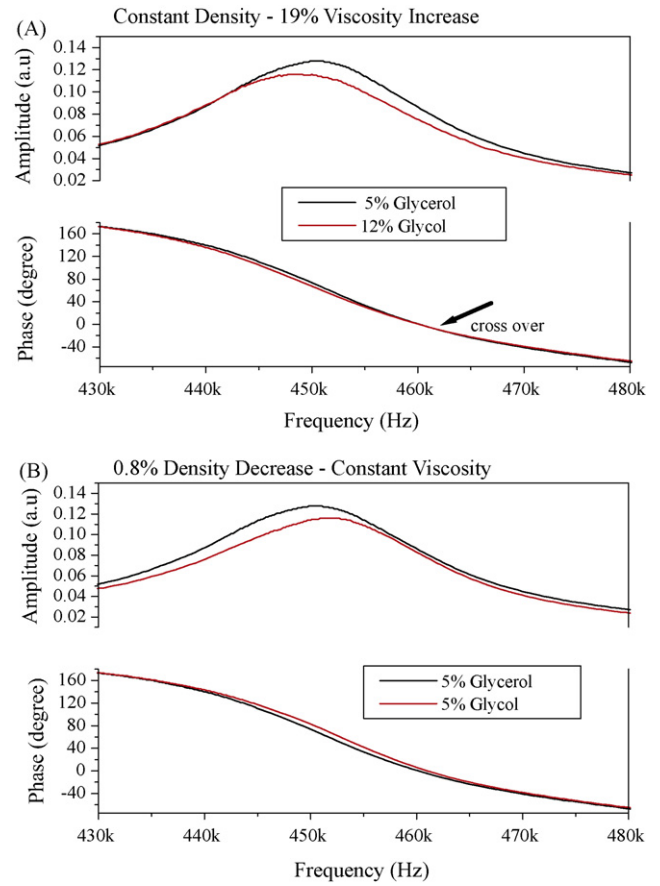 (A)
Constant Density - 19% Viscosity Increase
Amplitude (a.u)
0.14
0.12
0.10
0.08
0.06
0.04
0.02
5% Glycerol
12% Glycol
Phase (degree)
160
120
80
40
0
-40
cross over
430k 440k 450k 460k 470k 480k
Frequency (Hz)
(B)
0.8% Density Decrease - Constant Viscosity
Amplitude (a.u)
0.14
0.12
0.10
0.08
0.06
0.04
0.02
5% Glycerol
5% Glycol
Phase (degree)
160
120
80
40
0
-40
430k 440k 450k 460k 470k 480k
Frequency (Hz)